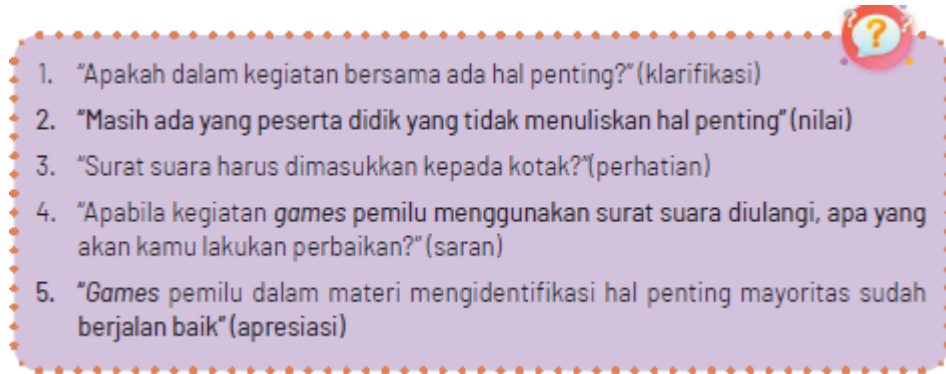 1. "Apakah dalam kegiatan bersama ada hal penting?" (klarifikasi)
2. "Masih ada yang peserta didik yang tidak menuliskan hal penting" (nilai)
3. "Surat suara harus dimasukkan kepada kotak?"(perhatian)
4. "Apabila kegiatan games pemilu menggunakan surat suara diulangi, apa yang
akan kamu lakukan perbaikan?" (saran)
5. "Games pemilu dalam materi mengidentifikasi hal penting mayoritas sudah
berjalan baik" (apresiasi)